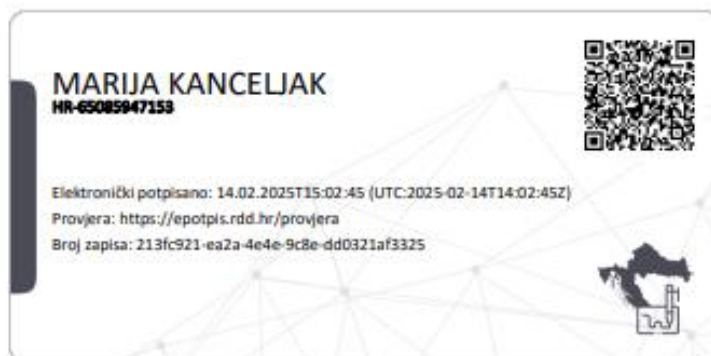 MARIJA KANCELJAK
HR-65085947153
Elektronički potpisano: 14.02.2025T15:02:45 (UTC:2025-02-14T14:02:45Z)
Provjera: https://epotpis.rdd.hr/provjera
Broj zapisa: 213fc921-ea2a-4e4e-9c8e-dd0321af3325